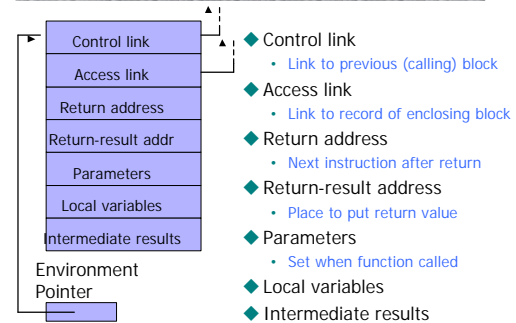 Control link
Access link
Return address
Return-result addr
Parameters
Local variables
Intermediate results
Environment
Pointer
◆ Control link
• Link to previous (calling) block
◆ Access link
• Link to record of enclosing block
◆ Return address
• Next instruction after return
◆ Return-result address
• Place to put return value
◆ Parameters
• Set when function called
◆ Local variables
◆ Intermediate results